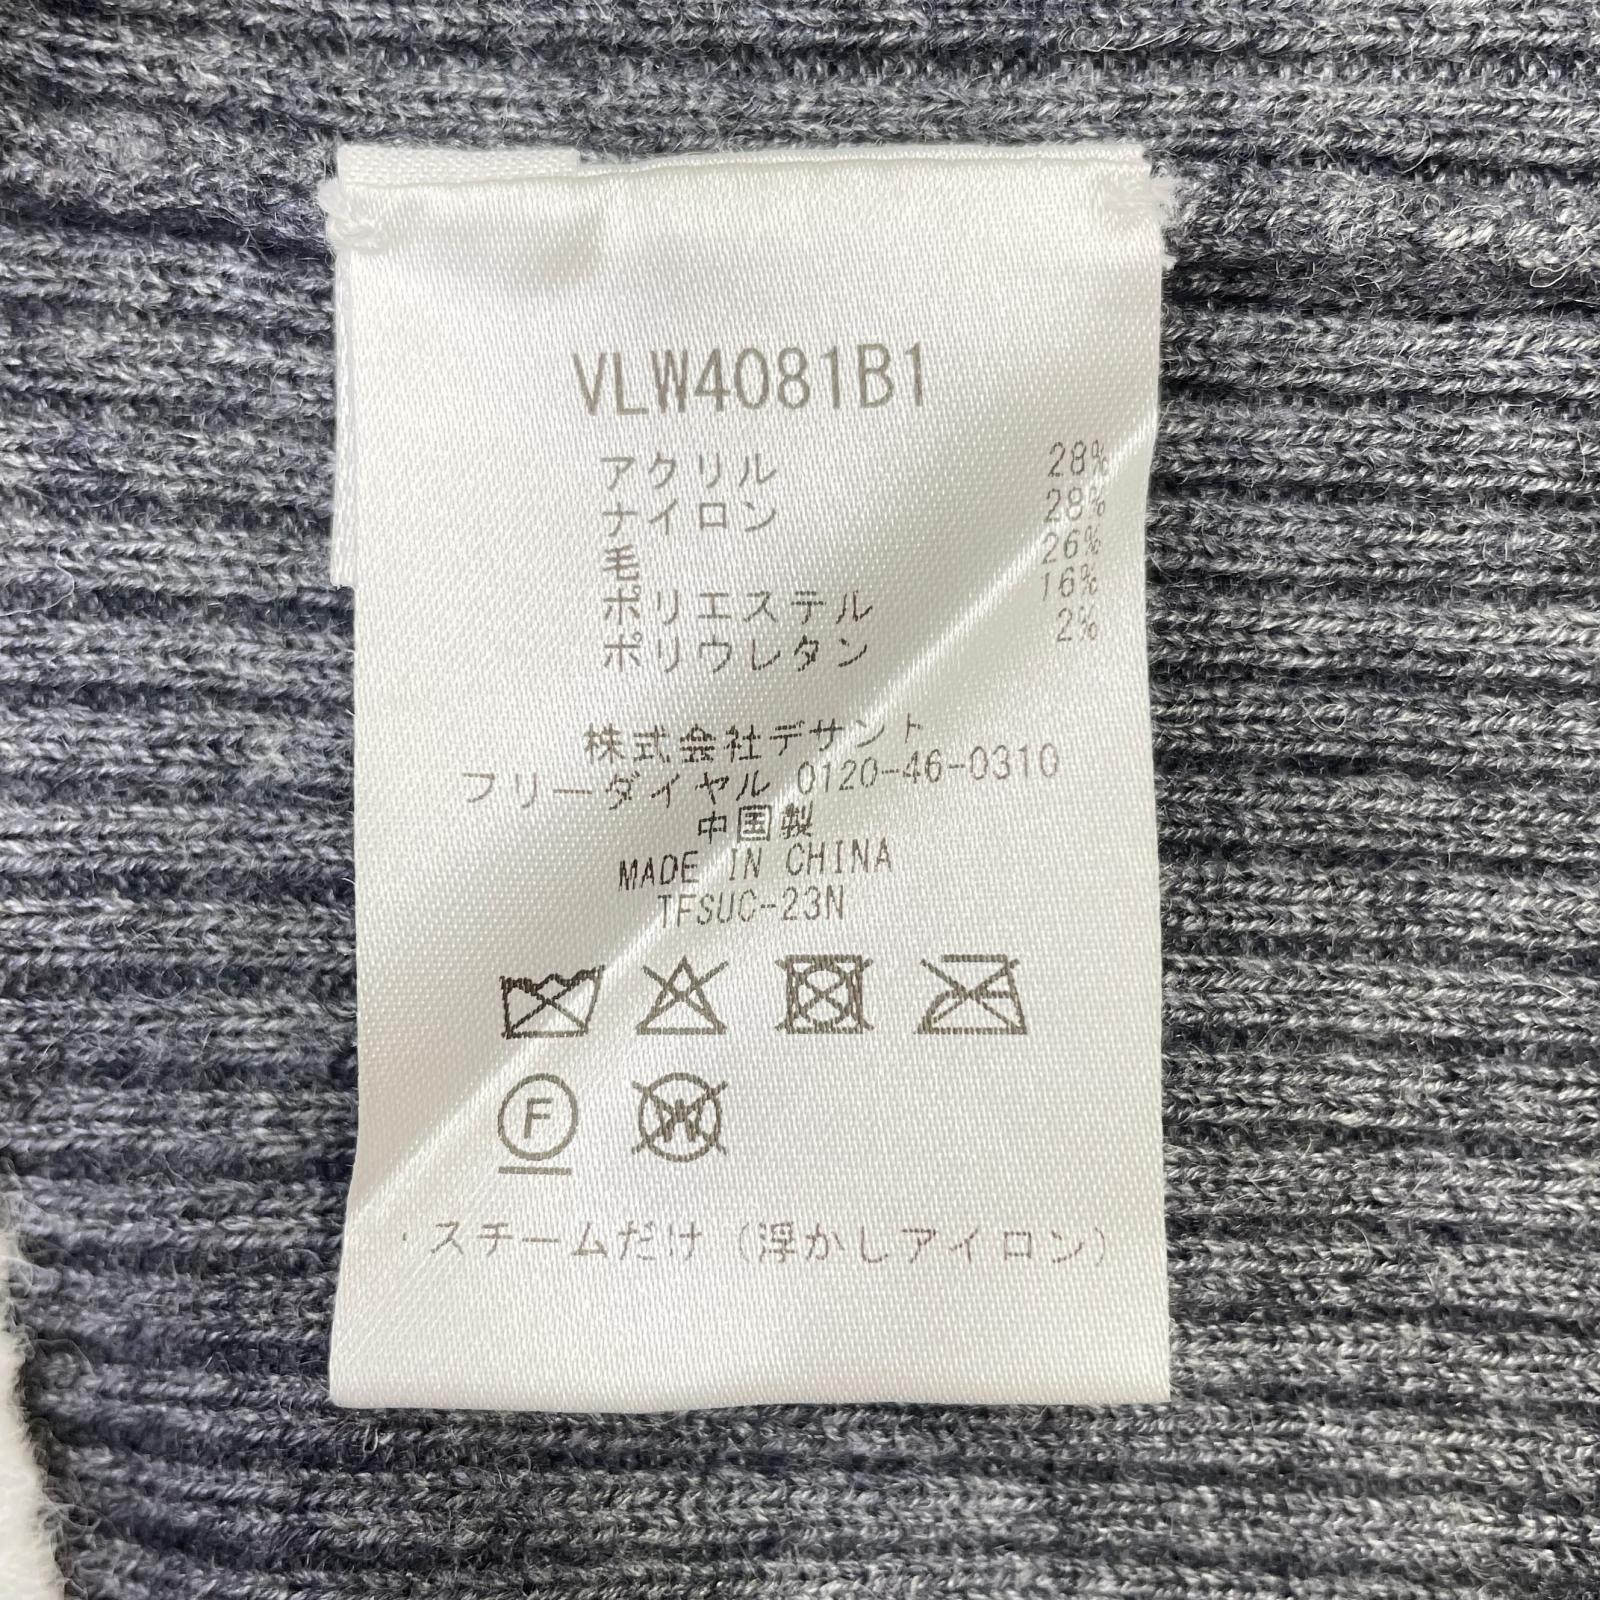 VLW4081B1
アクリル 28%
ナイロン 28%
毛 26%
ポリエステル 16%
ポリウレタン 2%
株式会社デサント
フリーダイヤル 0120-46-0310
中国製
MADE IN CHINA
TFSUC-23N
F
W
・スチームだけ（浮かしアイロン）